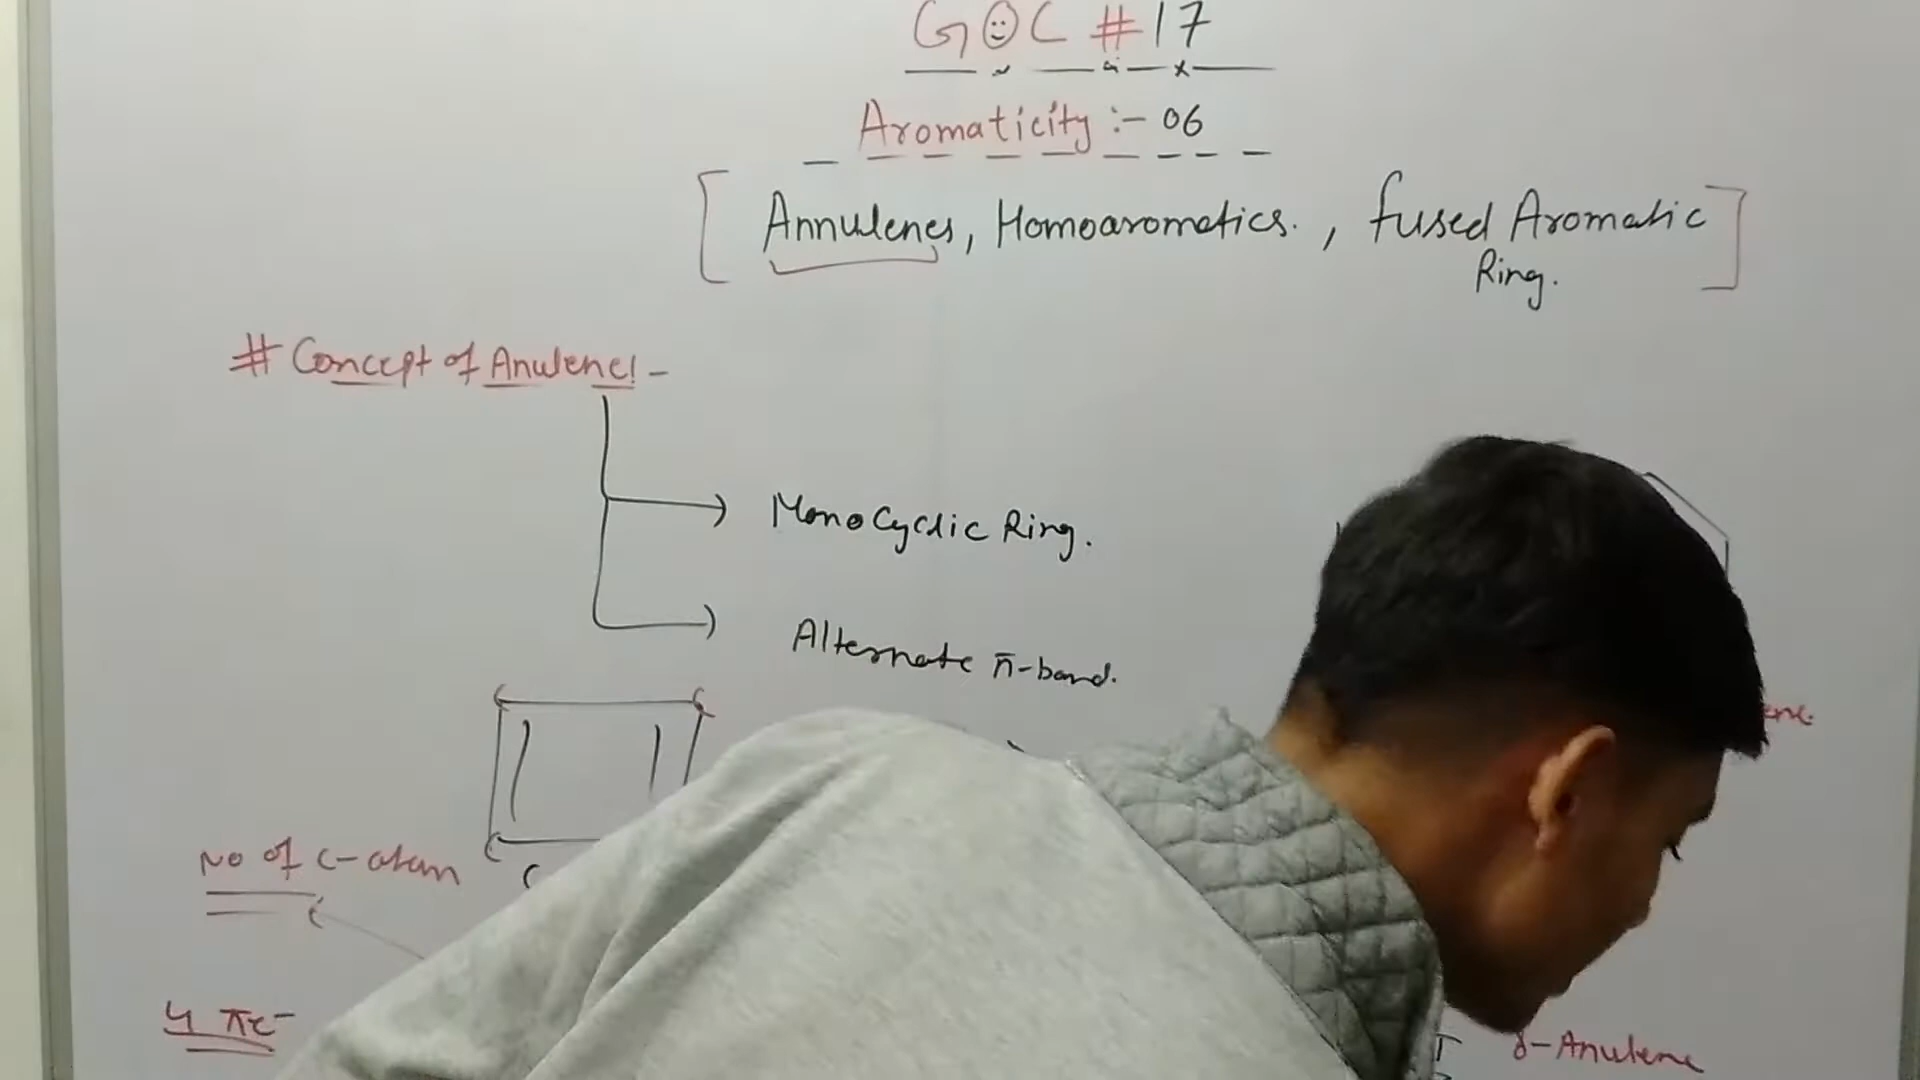 GOC #17
Aromaticity :- 06
[Annulenes, Homoaromatics. , fused Aromatic
Ring.]
# Concept of Anulene! -
Monocyclic Ring.
Alternate π-bond.
No of C-atom
4 πe-
8-Anulene